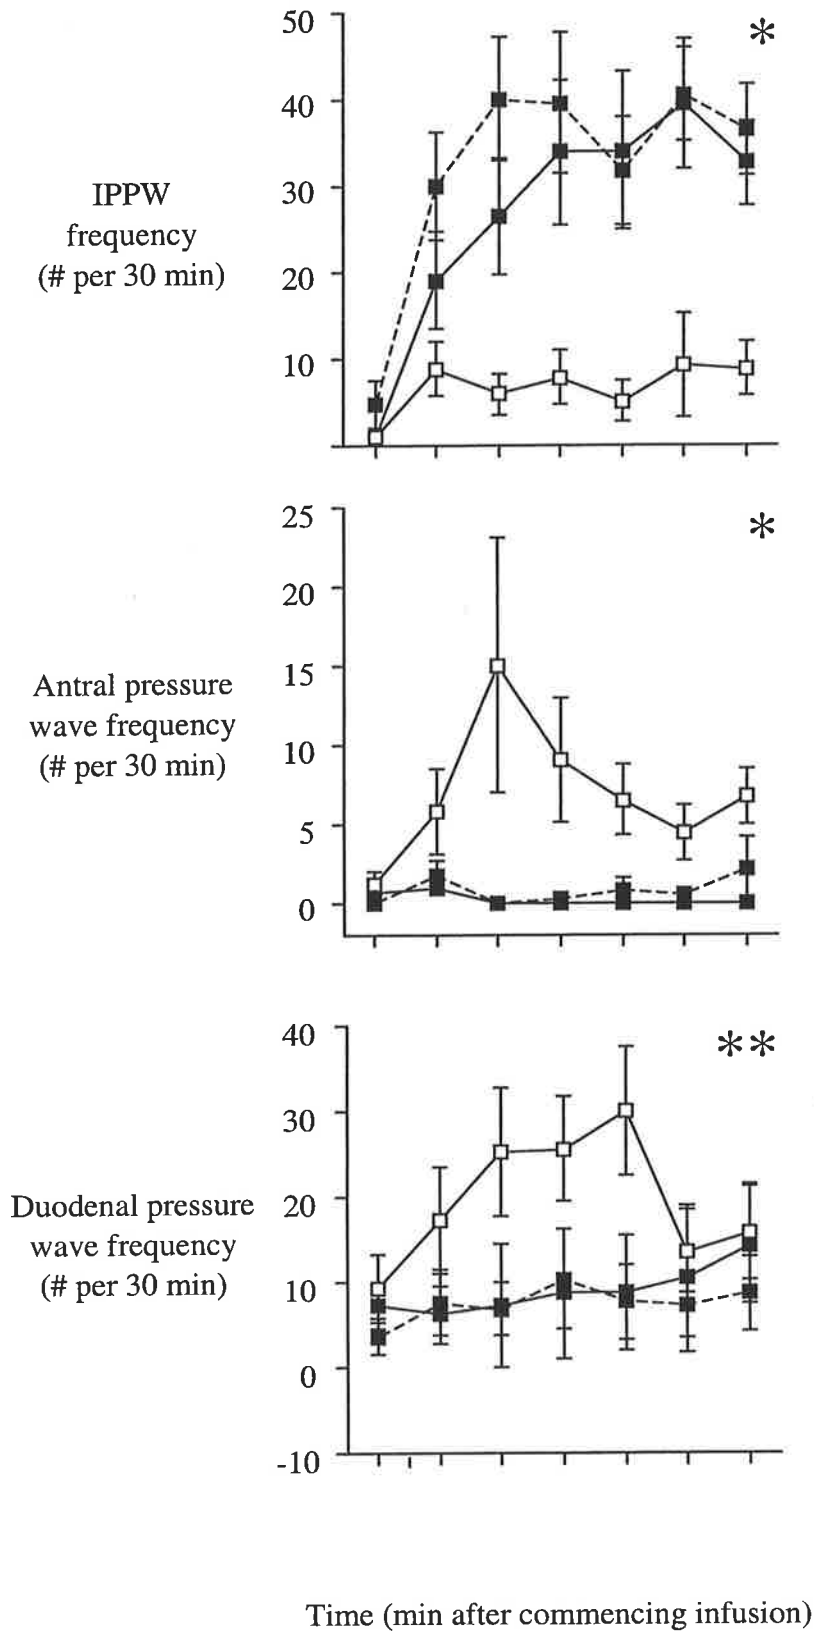 50
*
40
IPPW
frequency
(# per 30 min)
30
20
10
25
*
20
Antral pressure
wave frequency
(# per 30 min)
15
10
5
0
40
**
30
Duodenal pressure
wave frequency
(# per 30 min)
20
10
0
-10
Time (min after commencing infusion)